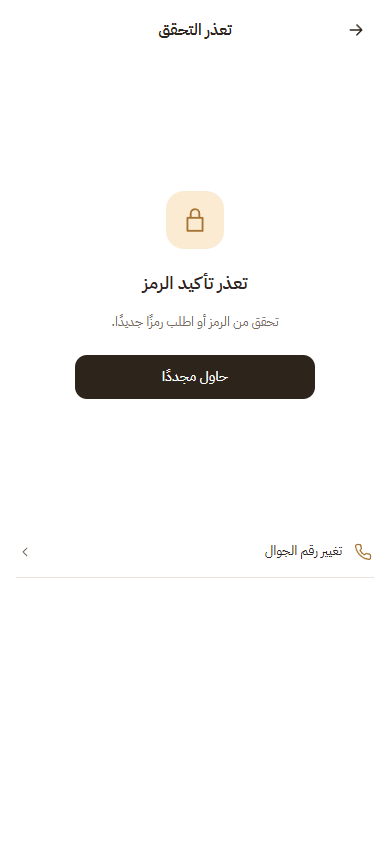 تعذر التحقق
تعذر تأكيد الرمز
تحقق من الرمز أو اطلب رمزًا جديدًا.
حاول مجددًا
تغيير رقم الجوال